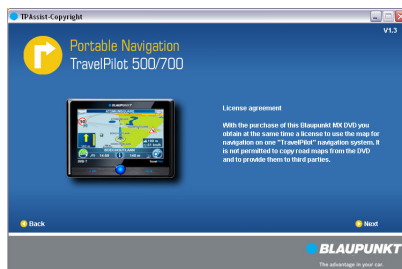 TPAssist-Copyright
V1.3
Portable Navigation
TravelPilot 500/700
BLAUPUNKT
License agreement
With the purchase of this Blaupunkt MX DVD you
obtain at the same time a license to use the map for
navigation on one "TravelPilot" navigation system. It
is not permitted to copy road maps from the DVD
and to provide them to third parties.
Back
Next
BLAUPUNKT
The advantage in your car.